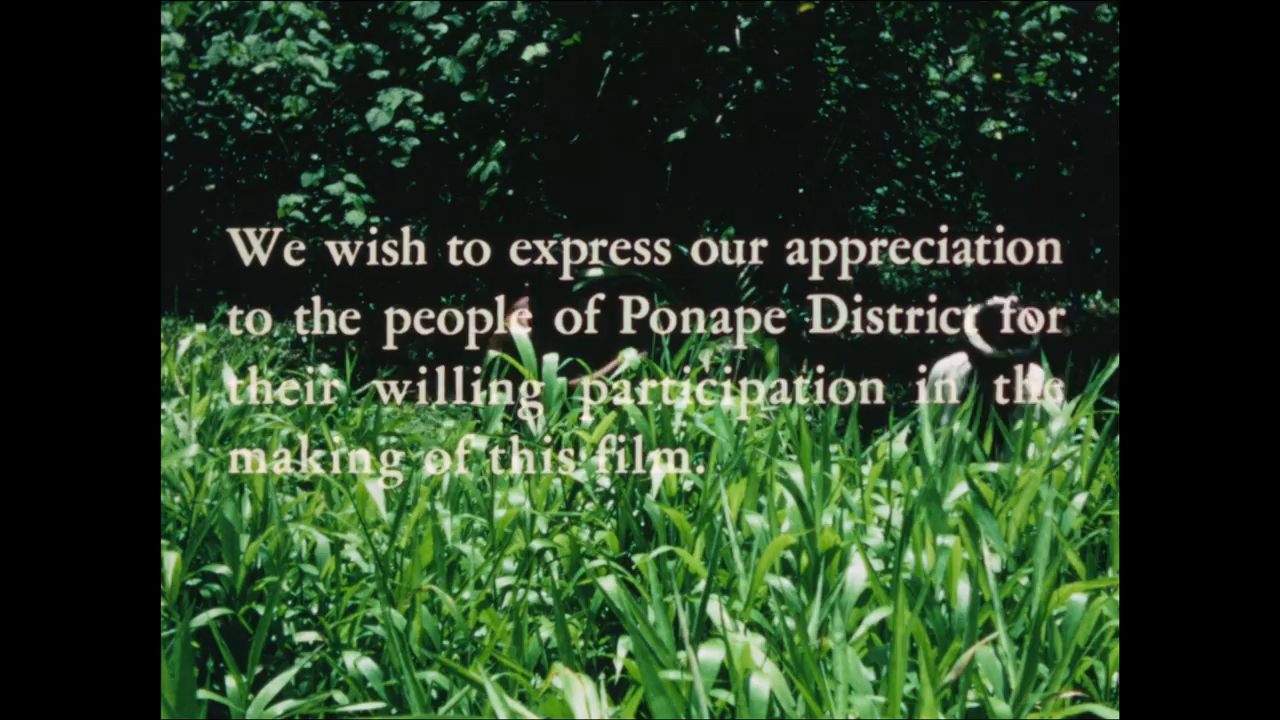 We wish to express our appreciation
to the people of Ponape District for
their willing participation in the
making of this film.